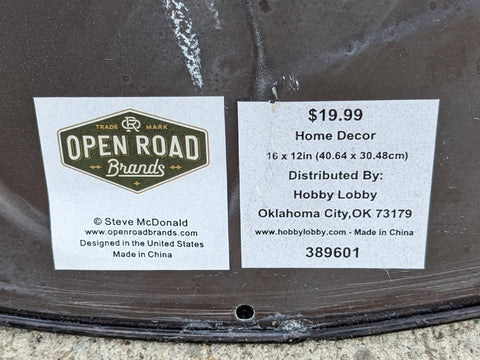 TRADE MARK
OR
OPEN ROAD
Brands
© Steve McDonald
www.openroadbrands.com
Designed in the United States
Made in China
$19.99
Home Decor
16 x 12in (40.64 x 30.48cm)
Distributed By:
Hobby Lobby
Oklahoma City,OK 73179
www.hobbylobby.com - Made in China
389601